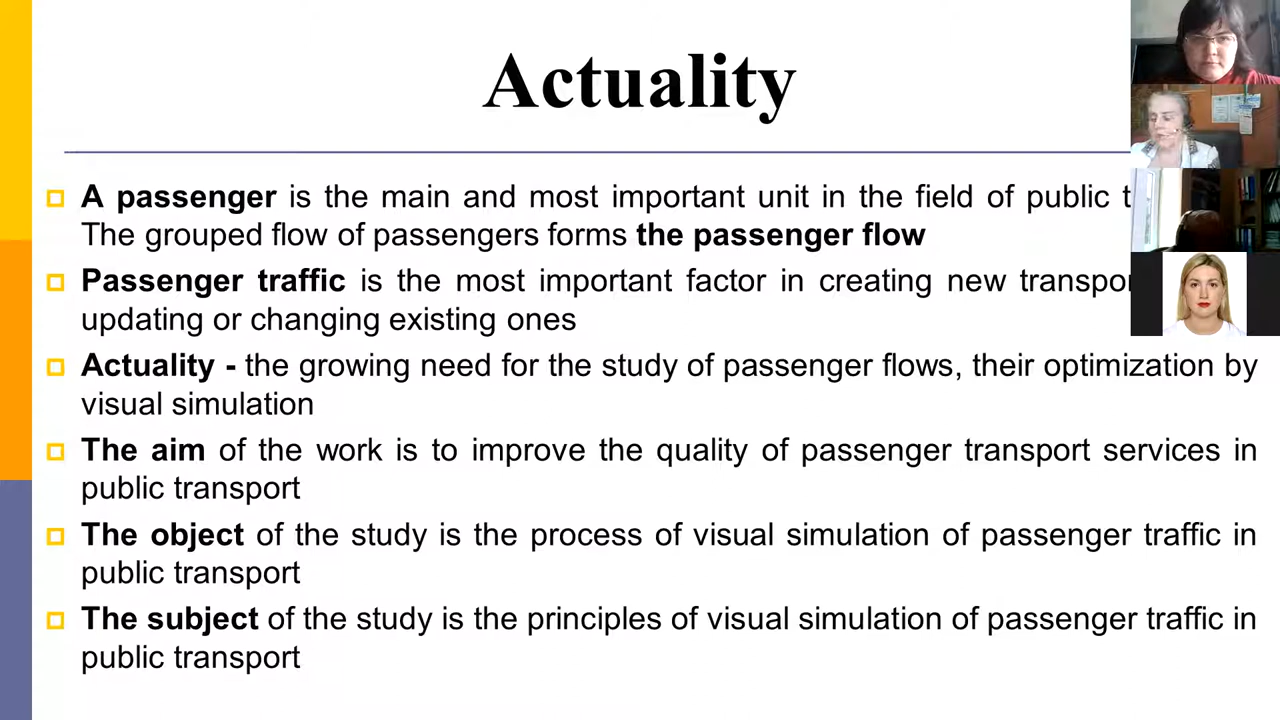 Actuality
A passenger is the main and most important unit in the field of public
The grouped flow of passengers forms the passenger flow
Passenger traffic is the most important factor in creating new
updating or changing existing ones
Actuality - the growing need for the study of passenger flows, their optimization by
visual simulation
The aim of the work is to improve the quality of passenger transport services in
public transport
The object of the study is the process of visual simulation of passenger traffic in
public transport
The subject of the study is the principles of visual simulation of passenger traffic in
public transport